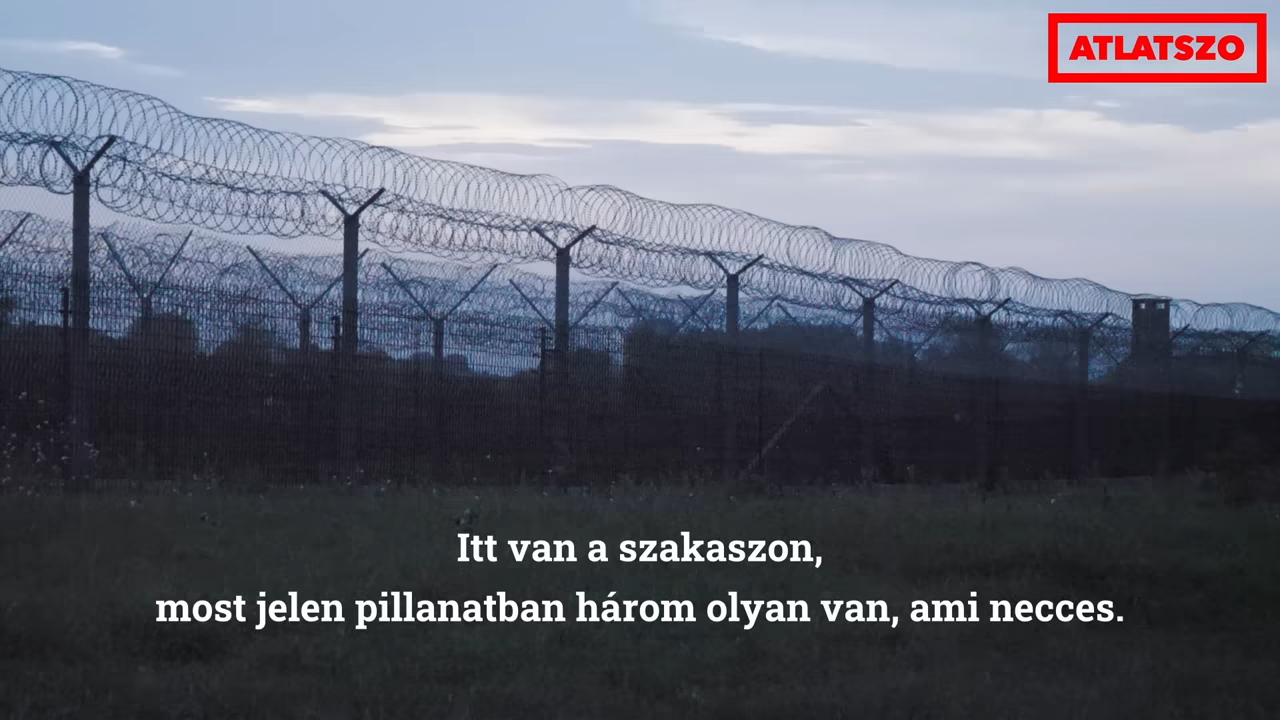 ATLATSZO
Itt van a szakaszon,
most jelen pillanatban három olyan van, ami necces.